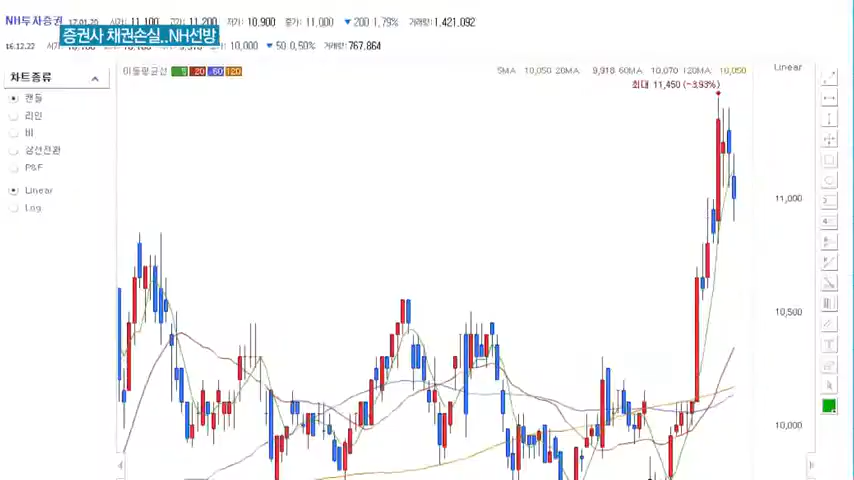 NH투자증권 17.01.20 시가: 11,100 고가: 11,200 저가: 10,900 종가: 11,000 ▼ 200 1,79% 거래량:1,421,092
증권사 채권손실..NH선방
16.12.22 10,000 ▼ 50 0,50% 거래량:767,864
차트종류
이동평균선 5 20 60 120 5MA 10,050 20MA 9,918 60MA 10,070 120MA 10,050 Linear
최대 11,450 (-3,93%)
캔들
라인
바
삼선전환
P&F
Linear
Log
11,000
10,500
10,000